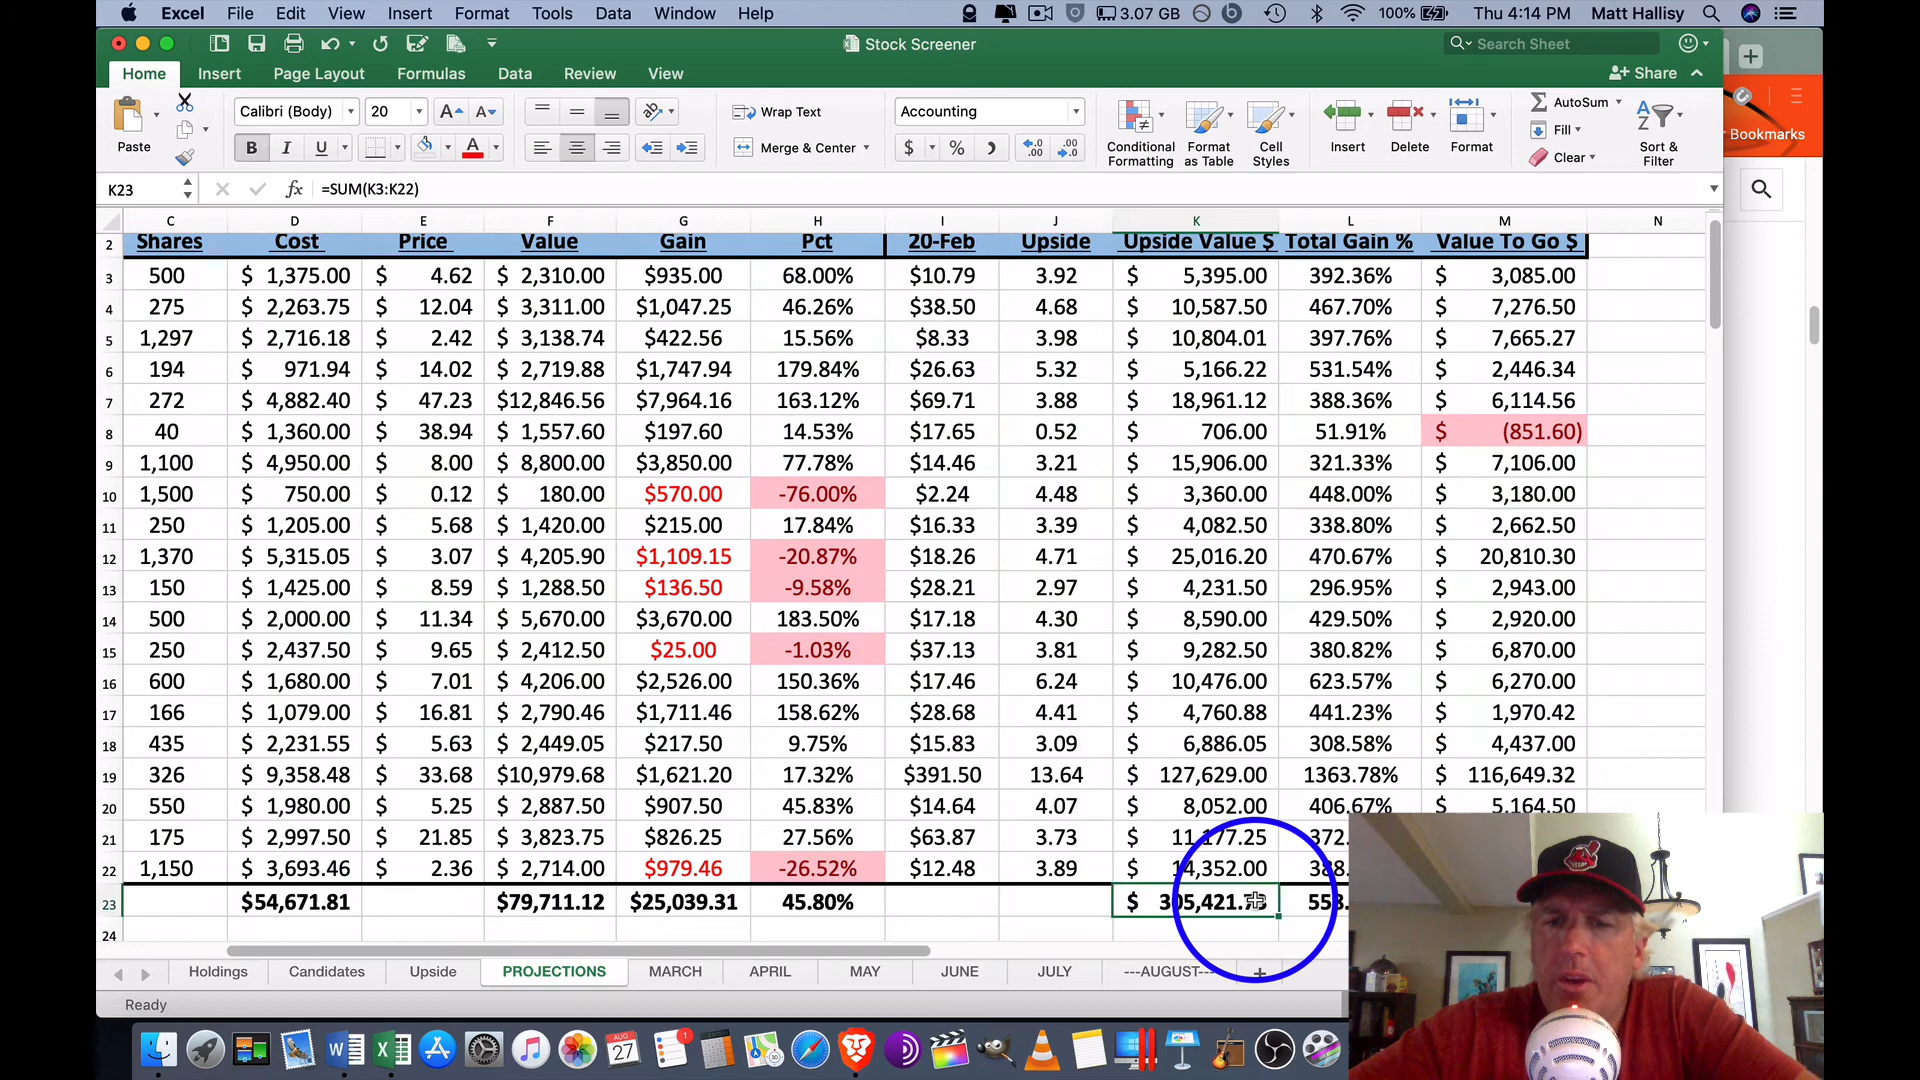 Excel File Edit View Insert Format Tools Data Window Help 3.07 GB 100% Thu 4:14 PM Matt Hallisy
Stock Screener Search Sheet
Home Insert Page Layout Formulas Data Review View Share
Paste Calibri (Body) 20 Wrap Text Accounting AutoSum
B I U A Merge & Center $ % Conditional Formatting Format as Table Cell Styles Insert Delete Format Fill Clear Sort & Filter
Bookmarks
K23 fx =SUM(K3:K22)
C D E F G H I J K L M N
2 Shares Cost Price Value Gain Pct 20-Feb Upside Upside Value $ Total Gain % Value To Go $
3 500 $ 1,375.00 $ 4.62 $ 2,310.00 $935.00 68.00% $10.79 3.92 $ 5,395.00 392.36% $ 3,085.00
4 275 $ 2,263.75 $ 12.04 $ 3,311.00 $1,047.25 46.26% $38.50 4.68 $ 10,587.50 467.70% $ 7,276.50
5 1,297 $ 2,716.18 $ 2.42 $ 3,138.74 $422.56 15.56% $8.33 3.98 $ 10,804.01 397.76% $ 7,665.27
6 194 $ 971.94 $ 14.02 $ 2,719.88 $1,747.94 179.84% $26.63 5.32 $ 5,166.22 531.54% $ 2,446.34
7 272 $ 4,882.40 $ 47.23 $12,846.56 $7,964.16 163.12% $69.71 3.88 $ 18,961.12 388.36% $ 6,114.56
8 40 $ 1,360.00 $ 38.94 $ 1,557.60 $197.60 14.53% $17.65 0.52 $ 706.00 51.91% $ (851.60)
9 1,100 $ 4,950.00 $ 8.00 $ 8,800.00 $3,850.00 77.78% $14.46 3.21 $ 15,906.00 321.33% $ 7,106.00
10 1,500 $ 750.00 $ 0.12 $ 180.00 $570.00 -76.00% $2.24 4.48 $ 3,360.00 448.00% $ 3,180.00
11 250 $ 1,205.00 $ 5.68 $ 1,420.00 $215.00 17.84% $16.33 3.39 $ 4,082.50 338.80% $ 2,662.50
12 1,370 $ 5,315.05 $ 3.07 $ 4,205.90 $1,109.15 -20.87% $18.26 4.71 $ 25,016.20 470.67% $ 20,810.30
13 150 $ 1,425.00 $ 8.59 $ 1,288.50 $136.50 -9.58% $28.21 2.97 $ 4,231.50 296.95% $ 2,943.00
14 500 $ 2,000.00 $ 11.34 $ 5,670.00 $3,670.00 183.50% $17.18 4.30 $ 8,590.00 429.50% $ 2,920.00
15 250 $ 2,437.50 $ 9.65 $ 2,412.50 $25.00 -1.03% $37.13 3.81 $ 9,282.50 380.82% $ 6,870.00
16 600 $ 1,680.00 $ 7.01 $ 4,206.00 $2,526.00 150.36% $17.46 6.24 $ 10,476.00 623.57% $ 6,270.00
17 166 $ 1,079.00 $ 16.81 $ 2,790.46 $1,711.46 158.62% $28.68 4.41 $ 4,760.88 441.23% $ 1,970.42
18 435 $ 2,231.55 $ 5.63 $ 2,449.05 $217.50 9.75% $15.83 3.09 $ 6,886.05 308.58% $ 4,437.00
19 326 $ 9,358.48 $ 33.68 $10,979.68 $1,621.20 17.32% $391.50 13.64 $ 127,629.00 1363.78% $ 116,649.32
20 550 $ 1,980.00 $ 5.25 $ 2,887.50 $907.50 45.83% $14.64 4.07 $ 8,052.00 406.67% $ 5,164.50
21 175 $ 2,997.50 $ 21.85 $ 3,823.75 $826.25 27.56% $63.87 3.73 $ 11,177.25 372.
22 1,150 $ 3,693.46 $ 2.36 $ 2,714.00 $979.46 -26.52% $12.48 3.89 $ 14,352.00 388.
23 $54,671.81 $79,711.12 $25,039.31 45.80% $ 305,421. 558.
24
Holdings Candidates Upside PROJECTIONS MARCH APRIL MAY JUNE JULY ---AUGUST--- +
Ready
AUG 27 1